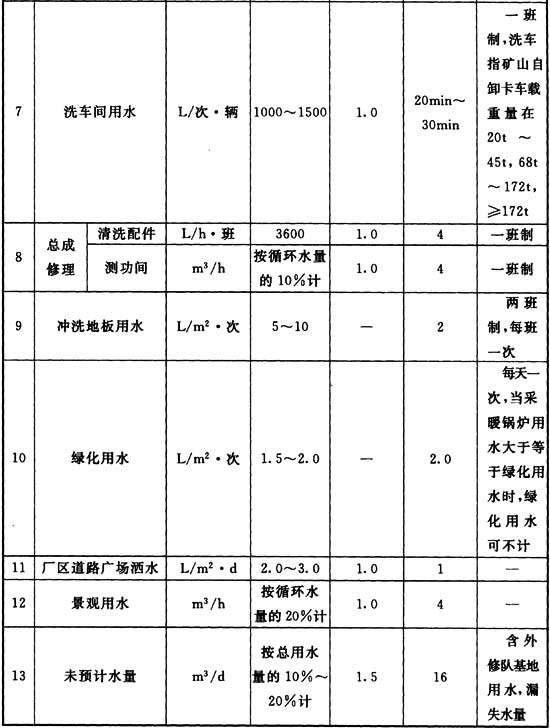 7 洗车间用水 L/次·辆 1000～1500 1.0 20min～
30min
一班
制,洗车
指矿山自
卸卡车载
重量在
20t ～
45t, 68t
～172t,
≥172t
8 总成
修理
清洗配件 L/h·班 3600 1.0 4 一班制
测功间 m³/h 按循环水量
的10%计
1.0 4 一班制
9 冲洗地板用水 L/m²·次 5～10 — 2 两班
制,每班
一次
10 绿化用水 L/m²·次 1.5～2.0 — 2.0 每天一
次,当采
暖锅炉用
水大于等
于绿化用
水时,绿
化用水
可不计
11 厂区道路广场洒水 L/m²·d 2.0～3.0 1.0 1 —
12 景观用水 m³/h 按循环水
量的20%计
1.0 4 —
13 未预计水量 m³/d 按总用水
量的10%～
20%计
1.5 16 含外
修队基地
用水,漏
失水量